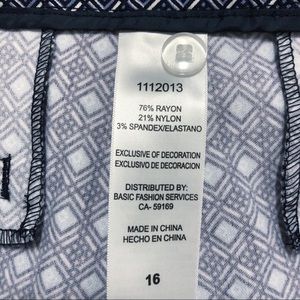 1112013
76% RAYON
21% NYLON
3% SPANDEX/ELASTANO
EXCLUSIVE OF DECORATION
EXCLUSIVO DE DECORACION
DISTRIBUTED BY:
BASIC FASHION SERVICES
CA- 59169
MADE IN CHINA
HECHO EN CHINA
16